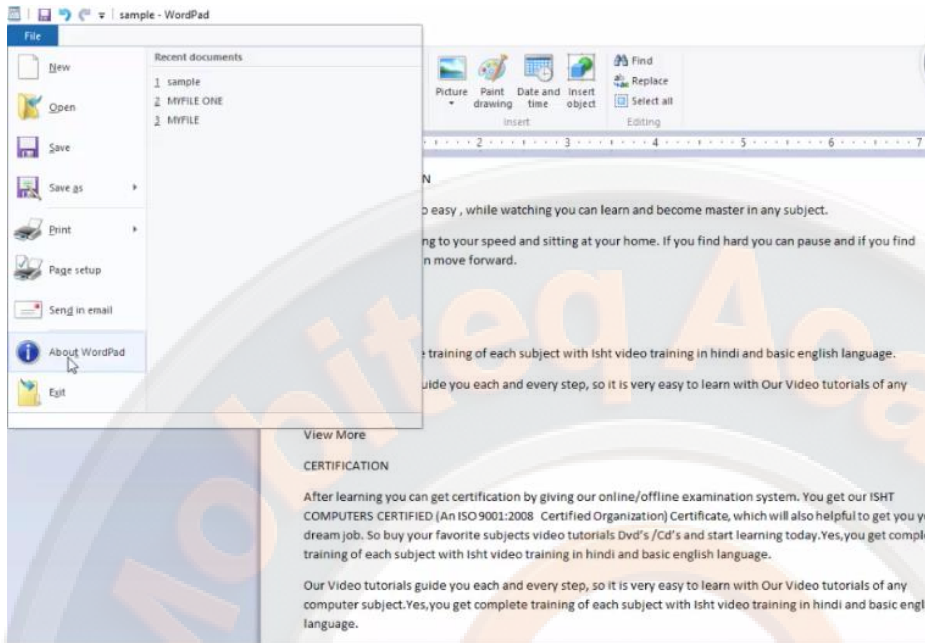 sample - WordPad
File
New
Open
Save
Save as
Print
Page setup
Send in email
About WordPad
Exit
Recent documents
1 sample
2 MYFILE ONE
3 MYFILE
Picture
Paint drawing
Date and time
Insert object
Insert
Find
Replace
Select all
Editing
2 3 4 5 6 7
N
o easy , while watching you can learn and become master in any subject.
ng to your speed and sitting at your home. If you find hard you can pause and if you find
n move forward.
training of each subject with Isht video training in hindi and basic english language.
uide you each and every step, so it is very easy to learn with Our Video tutorials of any
View More
CERTIFICATION
After learning you can get certification by giving our online/offline examination system. You get our ISHT
COMPUTERS CERTIFIED (An ISO 9001:2008 Certified Organization) Certificate, which will also helpful to get you y
dream job. So buy your favorite subjects video tutorials Dvd's /Cd's and start learning today.Yes,you get compl
training of each subject with Isht video training in hindi and basic english language.
Our Video tutorials guide you each and every step, so it is very easy to learn with Our Video tutorials of any
computer subject.Yes,you get complete training of each subject with Isht video training in hindi and basic engl
language.
Mobiteq Aca